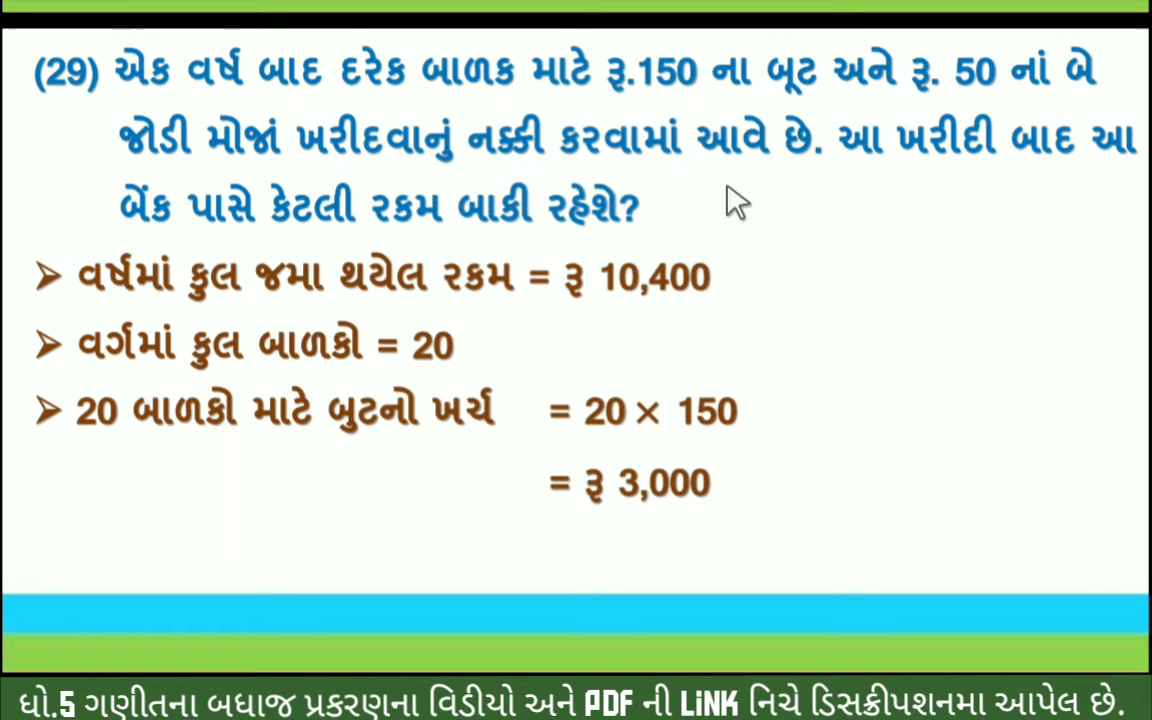 (29) એક વર્ષ બાદ દરેક બાળક માટે રૂ.150 ના બૂટ અને રૂ. 50 નાં બે
જોડી મોજાં ખરીદવાનું નક્કી કરવામાં આવે છે. આ ખરીદી બાદ આ
બેંક પાસે કેટલી રકમ બાકી રહેશે?
➢ વર્ષમાં કુલ જમા થયેલ રકમ = રૂ 10,400
➢ વર્ગમાં કુલ બાળકો = 20
➢ 20 બાળકો માટે બુટનો ખર્ચ = 20 × 150
= રૂ 3,000
ધો.5 ગણીતના બધાજ પ્રકરણના વિડીયો અને PDF ની LiNK નિચે ડિસક્રીપશનમા આપેલ છે.